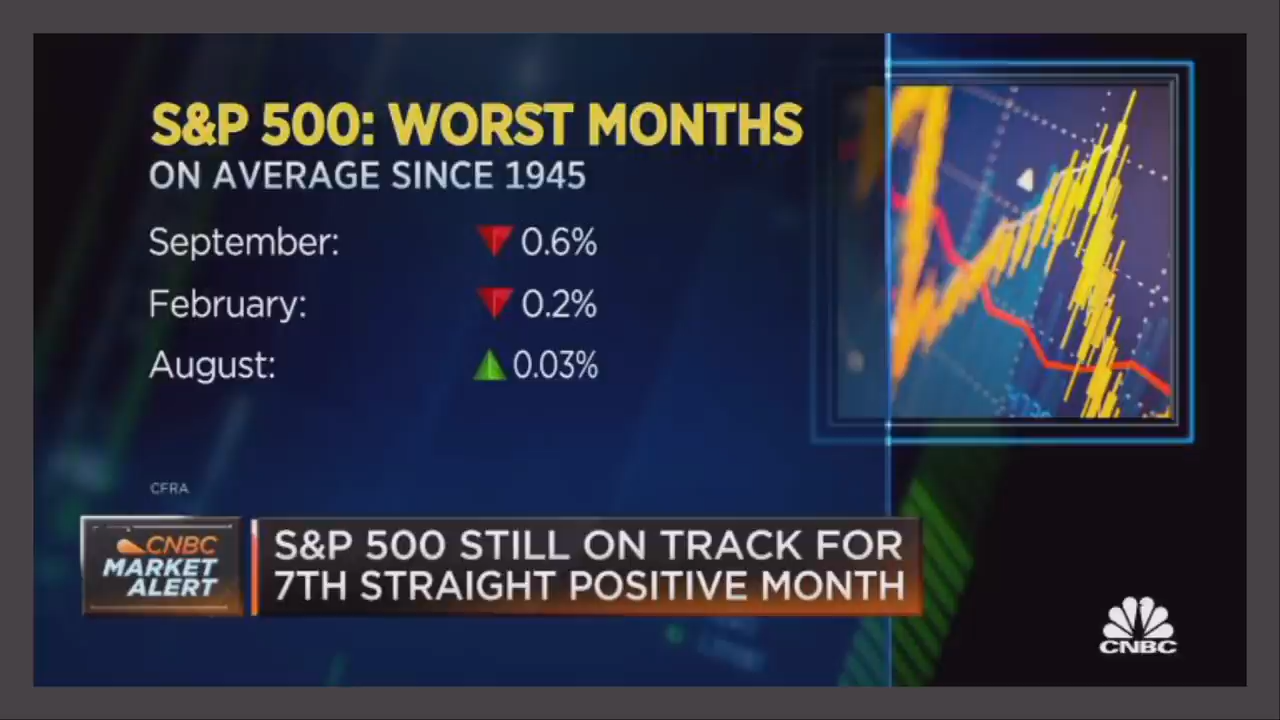 S&P 500: WORST MONTHS
ON AVERAGE SINCE 1945
September: ▼ 0.6%
February: ▼ 0.2%
August: ▲ 0.03%
CFRA
CNBC
MARKET
ALERT
S&P 500 STILL ON TRACK FOR
7TH STRAIGHT POSITIVE MONTH
CNBC